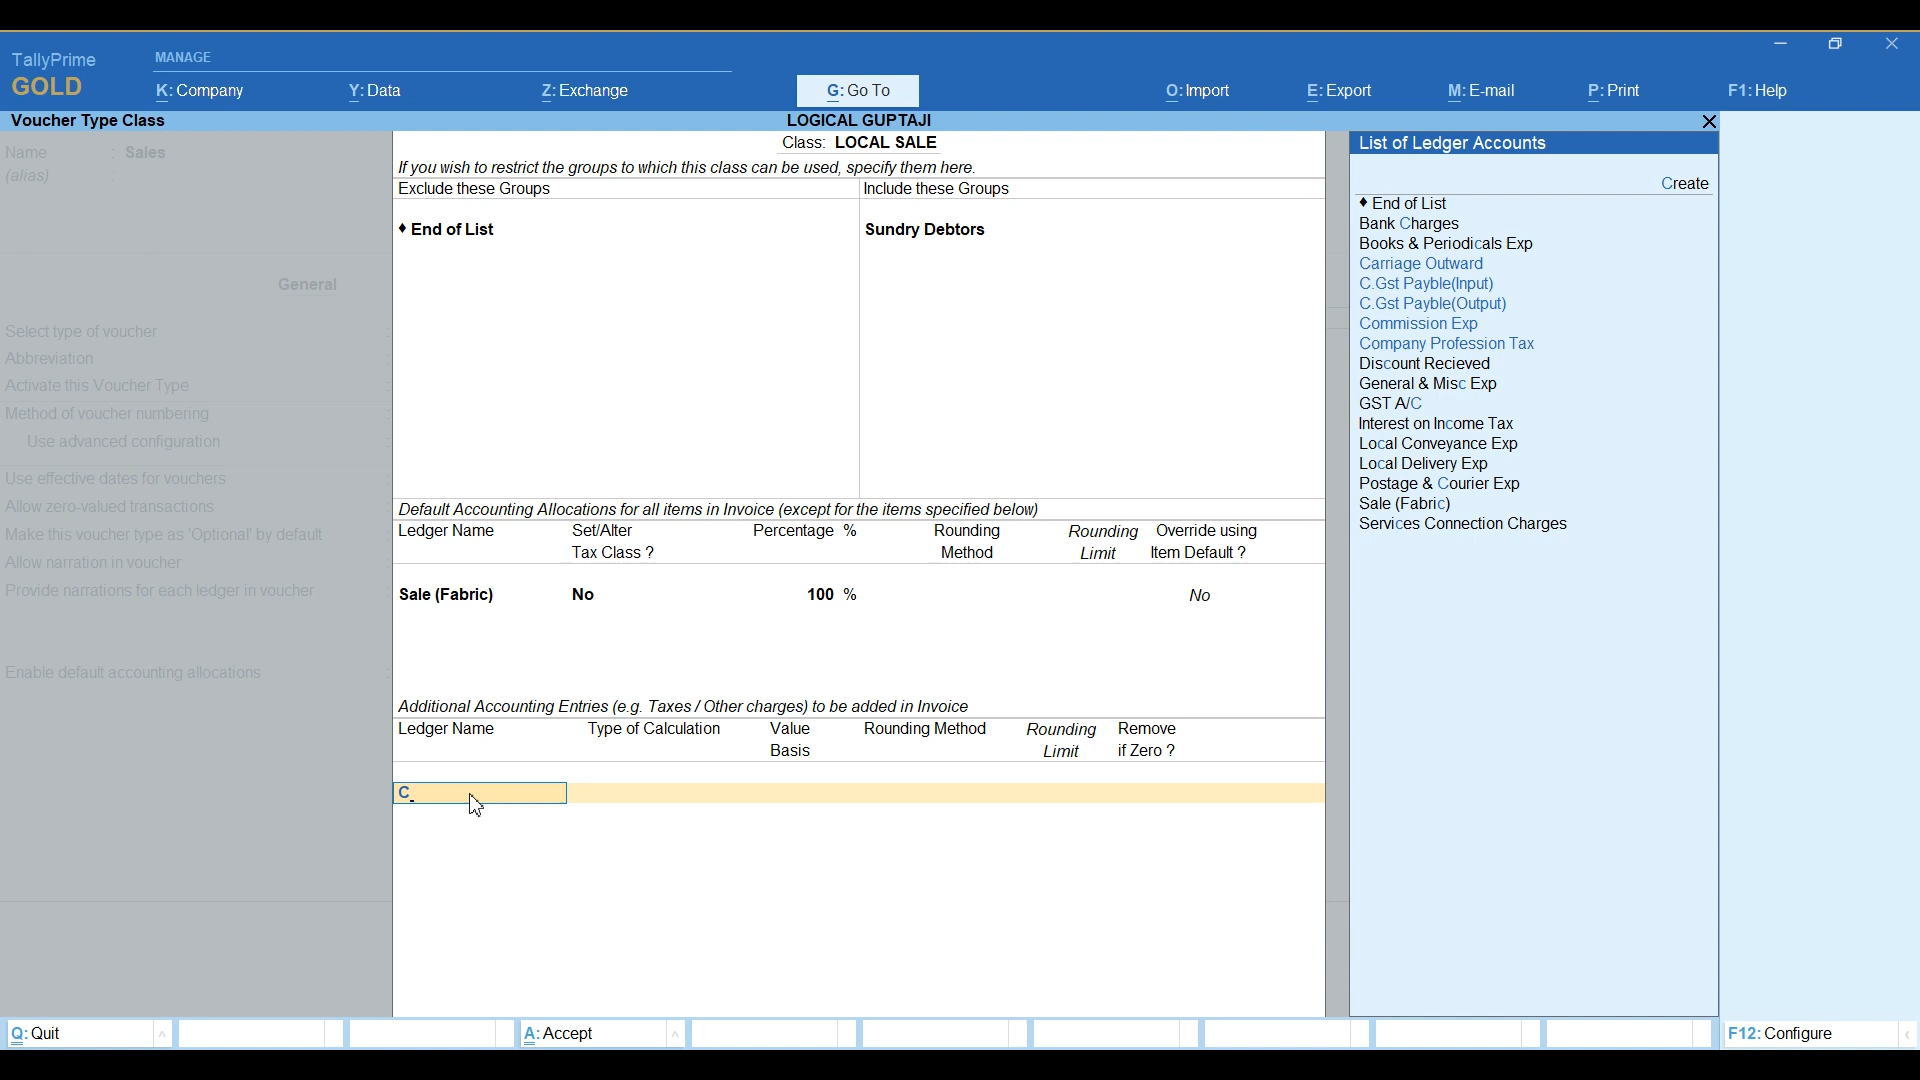 TallyPrime
GOLD
MANAGE
K: Company
Y: Data
Z: Exchange
G: Go To
O: Import
E: Export
M: E-mail
P: Print
F1: Help
Voucher Type Class
LOGICAL GUPTAJI
Name : Sales
(alias) :
General
Select type of voucher :
Abbreviation :
Activate this Voucher Type :
Method of voucher numbering :
Use advanced configuration :
Use effective dates for vouchers :
Allow zero-valued transactions :
Make this voucher type as 'Optional' by default :
Allow narration in voucher :
Provide narrations for each ledger in voucher :
Enable default accounting allocations :
Class: LOCAL SALE
If you wish to restrict the groups to which this class can be used, specify them here.
Exclude these Groups
Include these Groups
♦ End of List
Sundry Debtors
Default Accounting Allocations for all items in Invoice (except for the items specified below)
Ledger Name
Set/Alter
Tax Class ?
Percentage %
Rounding
Method
Rounding
Limit
Override using
Item Default ?
Sale (Fabric) No 100 % No
Additional Accounting Entries (e.g. Taxes / Other charges) to be added in Invoice
Ledger Name
Type of Calculation
Value
Basis
Rounding Method
Rounding
Limit
Remove
if Zero ?
C
List of Ledger Accounts
Create
♦ End of List
Bank Charges
Books & Periodicals Exp
Carriage Outward
C.Gst Payble(Input)
C.Gst Payble(Output)
Commission Exp
Company Profession Tax
Discount Recieved
General & Misc Exp
GST A/C
Interest on Income Tax
Local Conveyance Exp
Local Delivery Exp
Postage & Courier Exp
Sale (Fabric)
Services Connection Charges
Q: Quit
A: Accept
F12: Configure